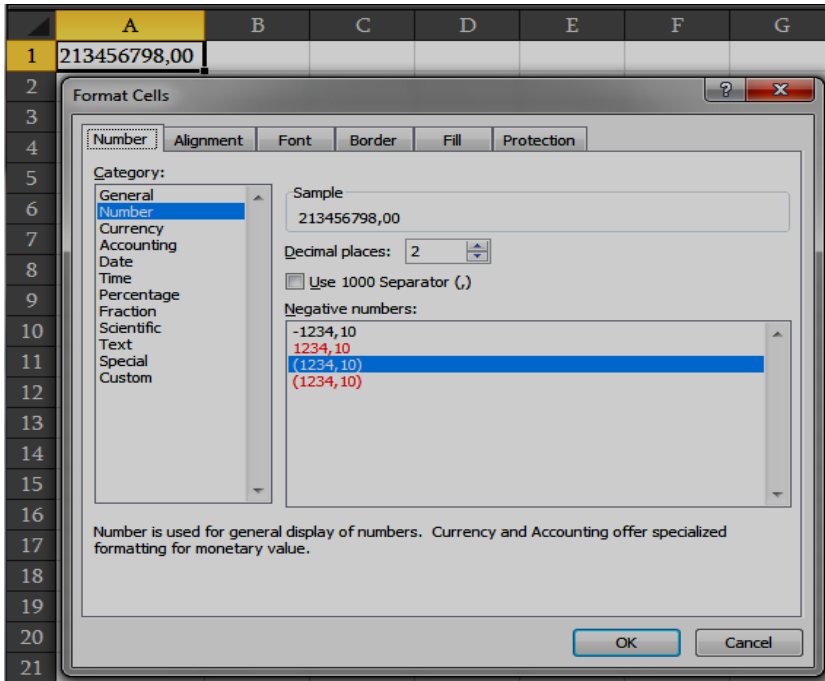 A B C D E F G
1 213456798,00
2
3
4
5
6
7
8
9
10
11
12
13
14
15
16
17
18
19
20
21
Format Cells
Number Alignment Font Border Fill Protection
Category:
General
Number
Currency
Accounting
Date
Time
Percentage
Fraction
Scientific
Text
Special
Custom
Sample
213456798,00
Decimal places: 2
Use 1000 Separator (,)
Negative numbers:
-1234,10
1234,10
(1234,10)
(1234,10)
Number is used for general display of numbers. Currency and Accounting offer specialized
formatting for monetary value.
OK Cancel